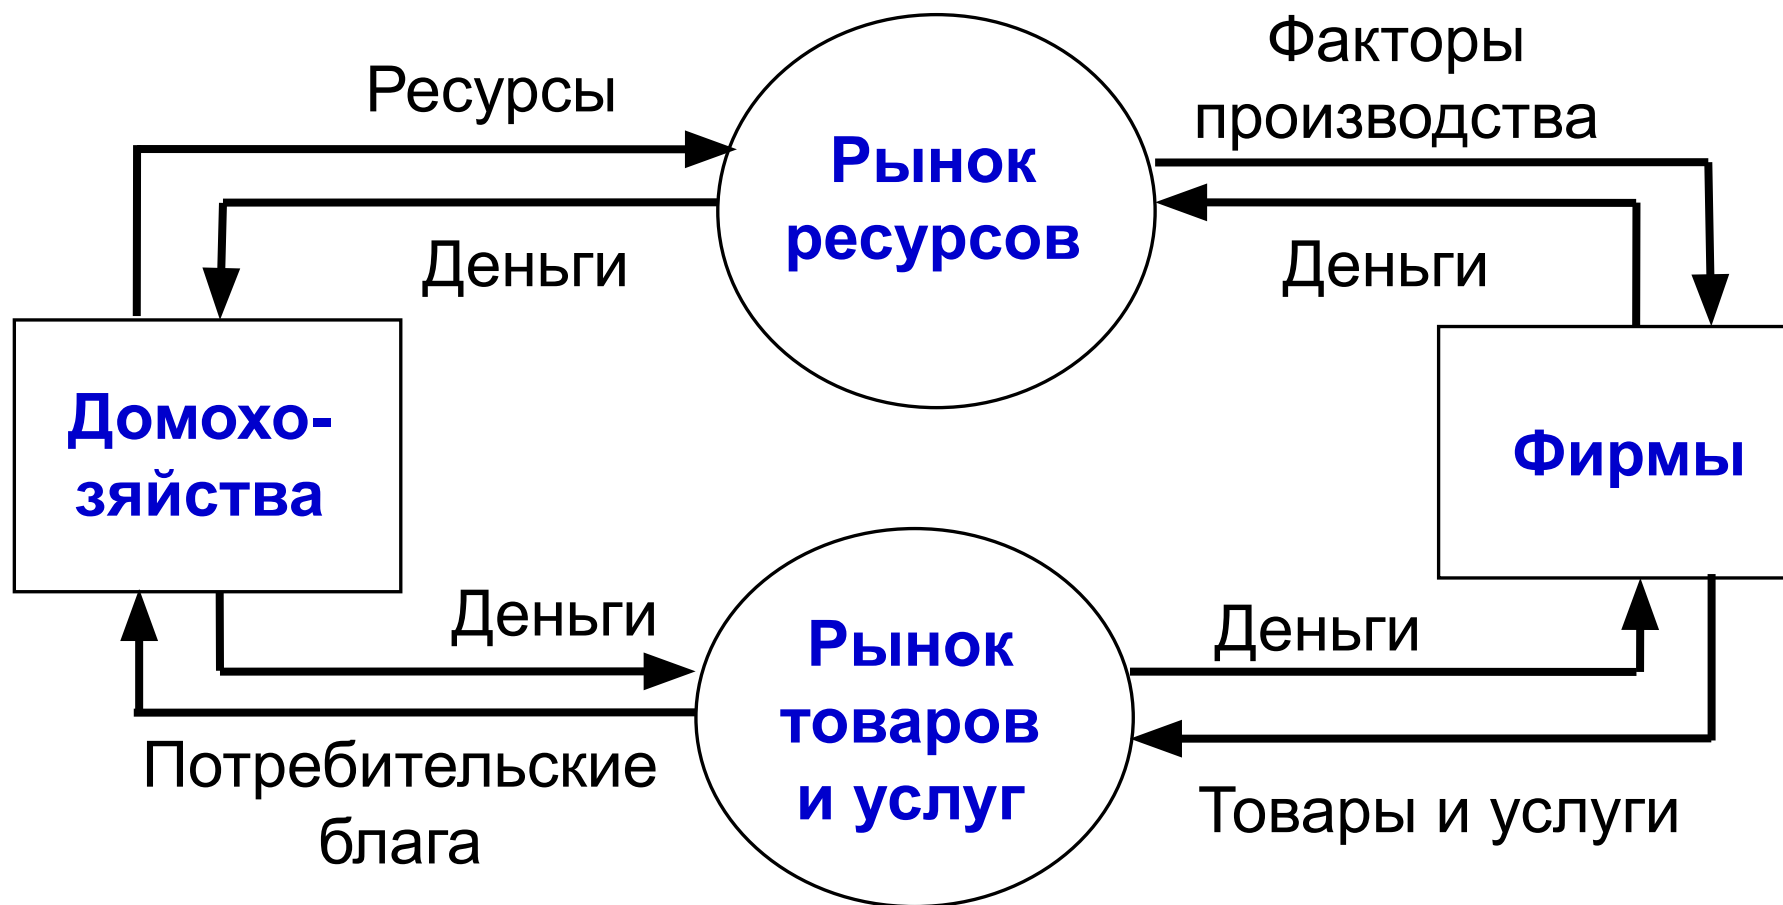 Ресурсы
Факторы
производства
Рынок
ресурсов
Деньги
Деньги
Домохо-
зяйства
Фирмы
Деньги
Рынок
товаров
и услуг
Деньги
Потребительские
блага
Товары и услуги